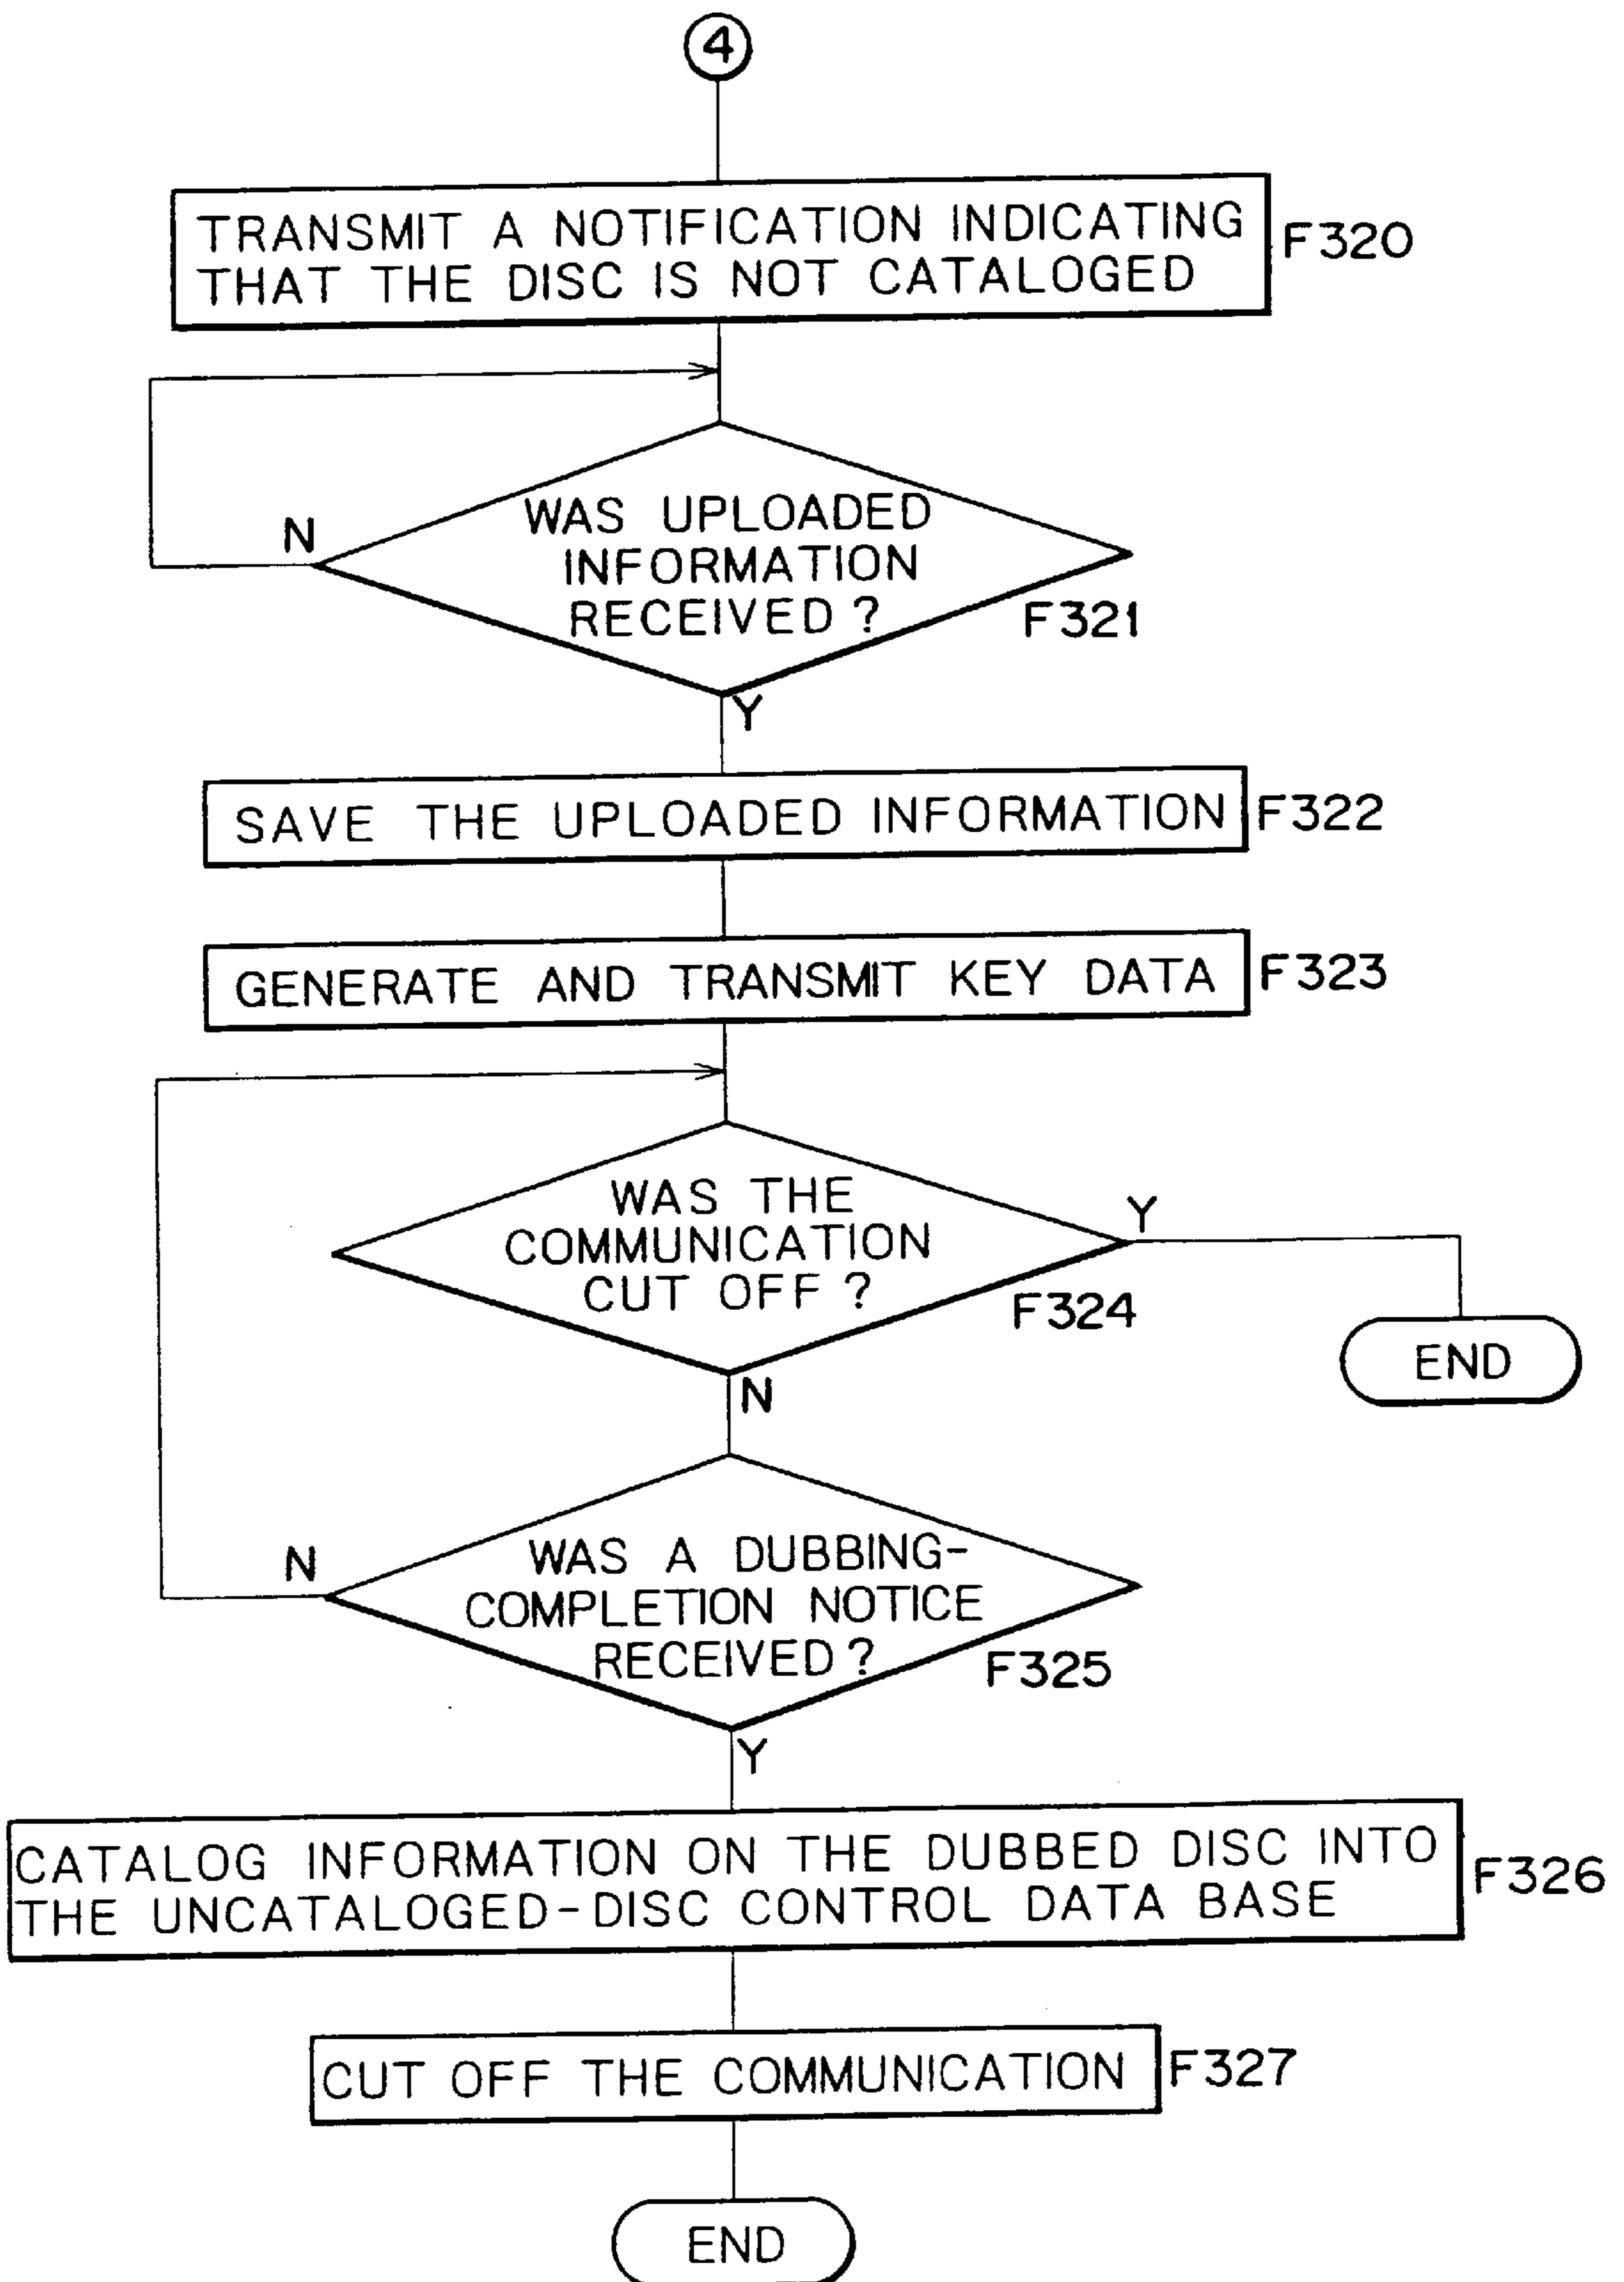 4
TRANSMIT A NOTIFICATION INDICATING
THAT THE DISC IS NOT CATALOGED
F320
N
WAS UPLOADED
INFORMATION
RECEIVED ?
F321
Y
SAVE THE UPLOADED INFORMATION
F322
GENERATE AND TRANSMIT KEY DATA
F323
WAS THE
COMMUNICATION
CUT OFF ?
Y
F324
END
N
N
WAS A DUBBING-
COMPLETION NOTICE
RECEIVED ?
F325
Y
CATALOG INFORMATION ON THE DUBBED DISC INTO
THE UNCATALOGED-DISC CONTROL DATA BASE
F326
CUT OFF THE COMMUNICATION
F327
END